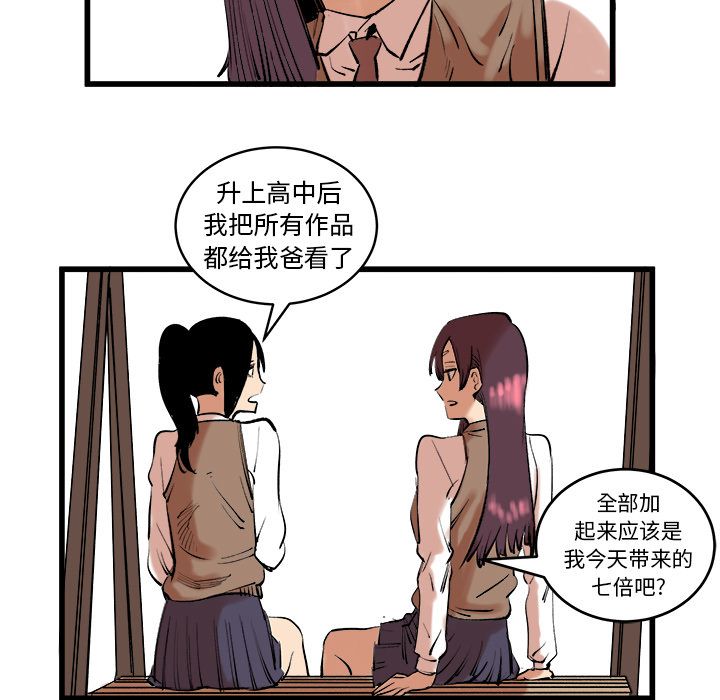 升上高中后
我把所有作品
都给我爸看了
全部加
起来应该是
我今天带来的
七倍吧?